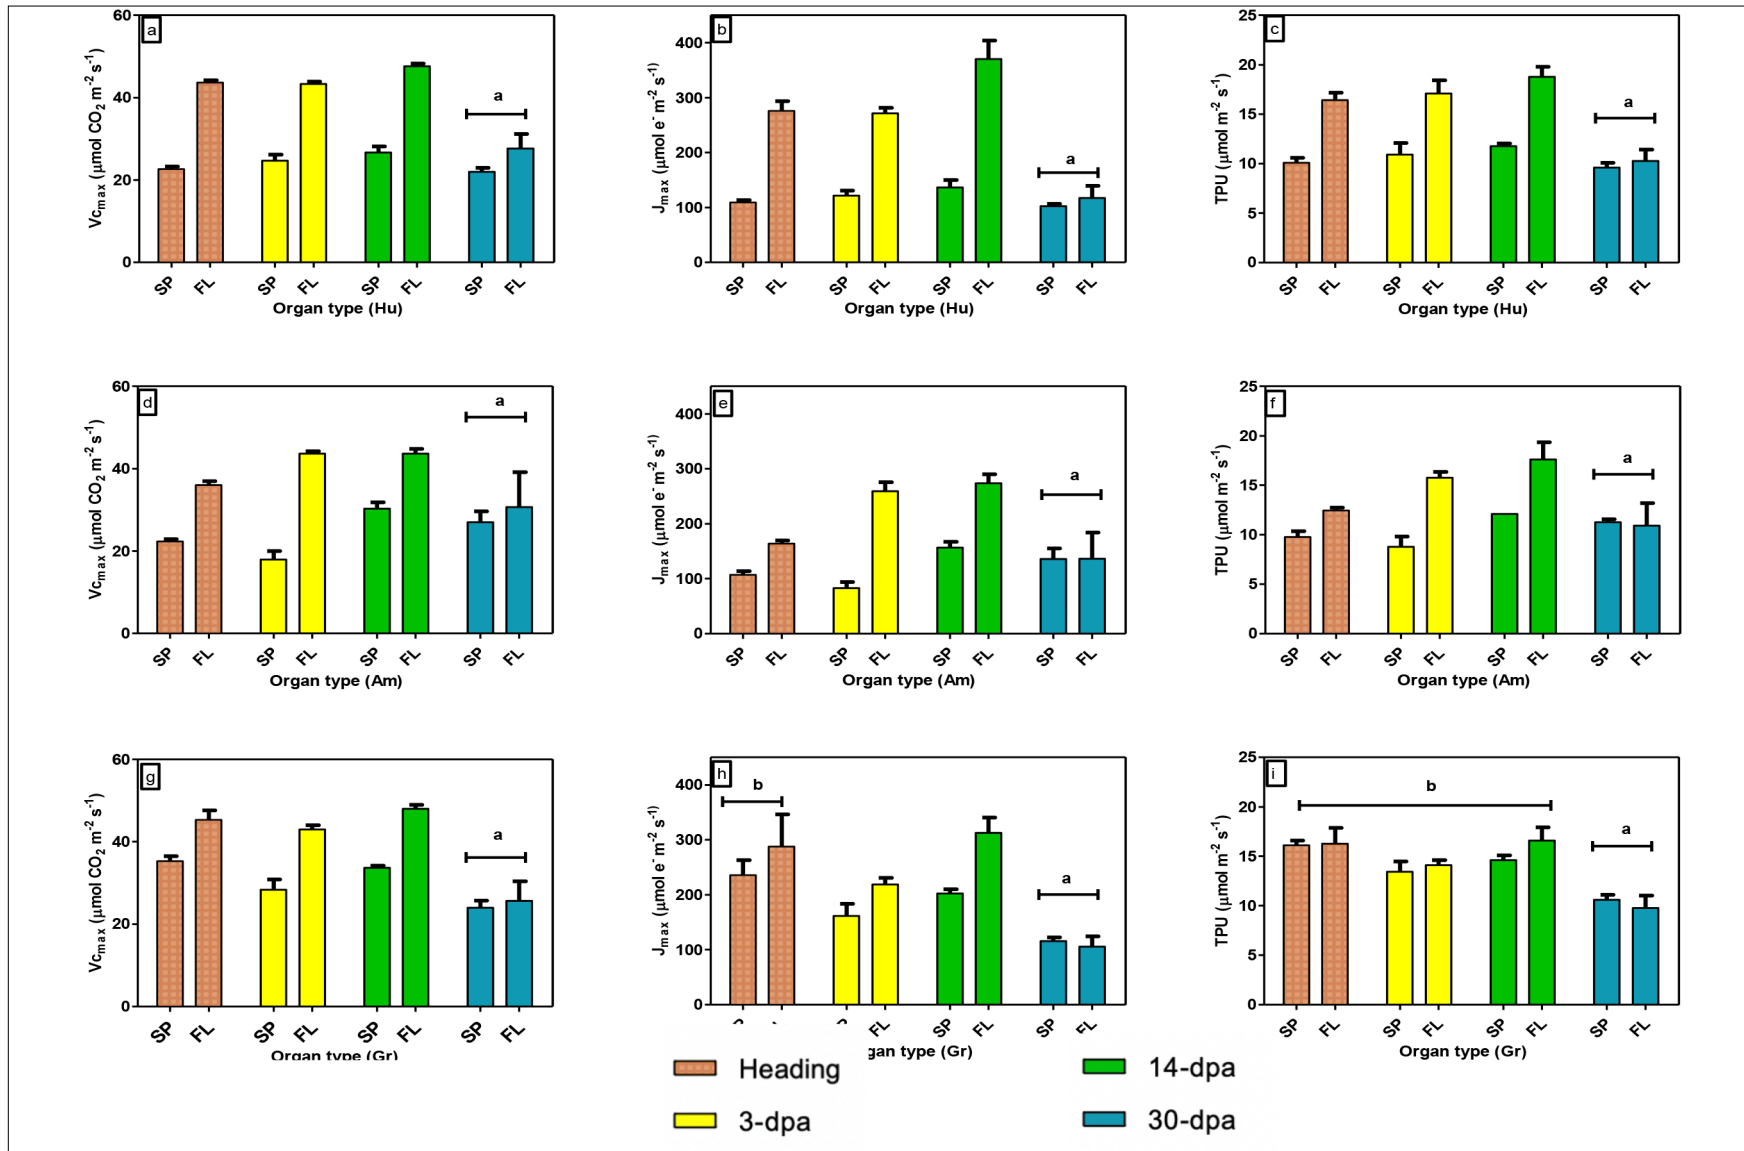 a
60
40
20
0
Vcmax (μmol CO2 m-2 s-1)
a
SP FL SP FL SP FL SP FL
Organ type (Hu)
b
400
300
200
100
0
Jmax (μmol e- m-2 s-1)
a
SP FL SP FL SP FL SP FL
Organ type (Hu)
c
25
20
15
10
5
0
TPU (μmol m-2 s-1)
a
SP FL SP FL SP FL SP FL
Organ type (Hu)
d
60
40
20
0
Vcmax (μmol CO2 m-2 s-1)
a
SP FL SP FL SP FL SP FL
Organ type (Am)
e
400
300
200
100
0
Jmax (μmol e- m-2 s-1)
a
SP FL SP FL SP FL SP FL
Organ type (Am)
f
25
20
15
10
5
0
TPU (μmol m-2 s-1)
a
SP FL SP FL SP FL SP FL
Organ type (Am)
g
60
40
20
0
Vcmax (μmol CO2 m-2 s-1)
a
SP FL SP FL SP FL SP FL
Organ type (Gr)
h
400
300
200
100
0
Jmax (μmol e- m-2 s-1)
b
a
FL SP FL SP FL
gan type (Gr)
i
25
20
15
10
5
0
TPU (μmol m-2 s-1)
b
a
SP FL SP FL SP FL SP FL
Organ type (Gr)
Heading
14-dpa
3-dpa
30-dpa